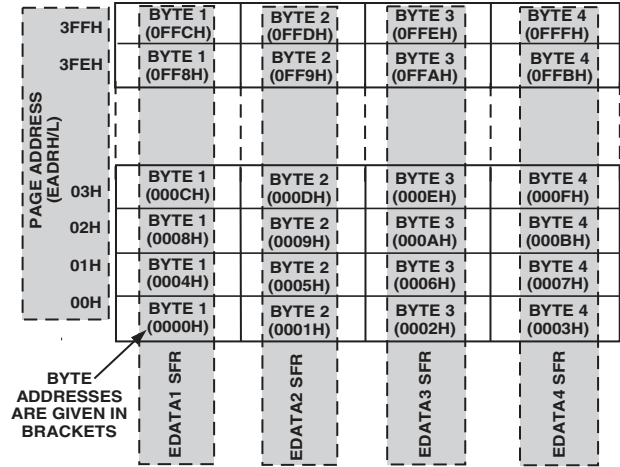 3FFH
BYTE 1
(0FFCH)
BYTE 2
(0FFDH)
BYTE 3
(0FFEH)
BYTE 4
(0FFFH)
3FEH
BYTE 1
(0FF8H)
BYTE 2
(0FF9H)
BYTE 3
(0FFAH)
BYTE 4
(0FFBH)
PAGE ADDRESS
(EADRH/L)
03H
BYTE 1
(000CH)
BYTE 2
(000DH)
BYTE 3
(000EH)
BYTE 4
(000FH)
02H
BYTE 1
(0008H)
BYTE 2
(0009H)
BYTE 3
(000AH)
BYTE 4
(000BH)
01H
BYTE 1
(0004H)
BYTE 2
(0005H)
BYTE 3
(0006H)
BYTE 4
(0007H)
00H
BYTE 1
(0000H)
BYTE 2
(0001H)
BYTE 3
(0002H)
BYTE 4
(0003H)
BYTE
ADDRESSES
ARE GIVEN IN
BRACKETS
EDATA1 SFR
EDATA2 SFR
EDATA3 SFR
EDATA4 SFR